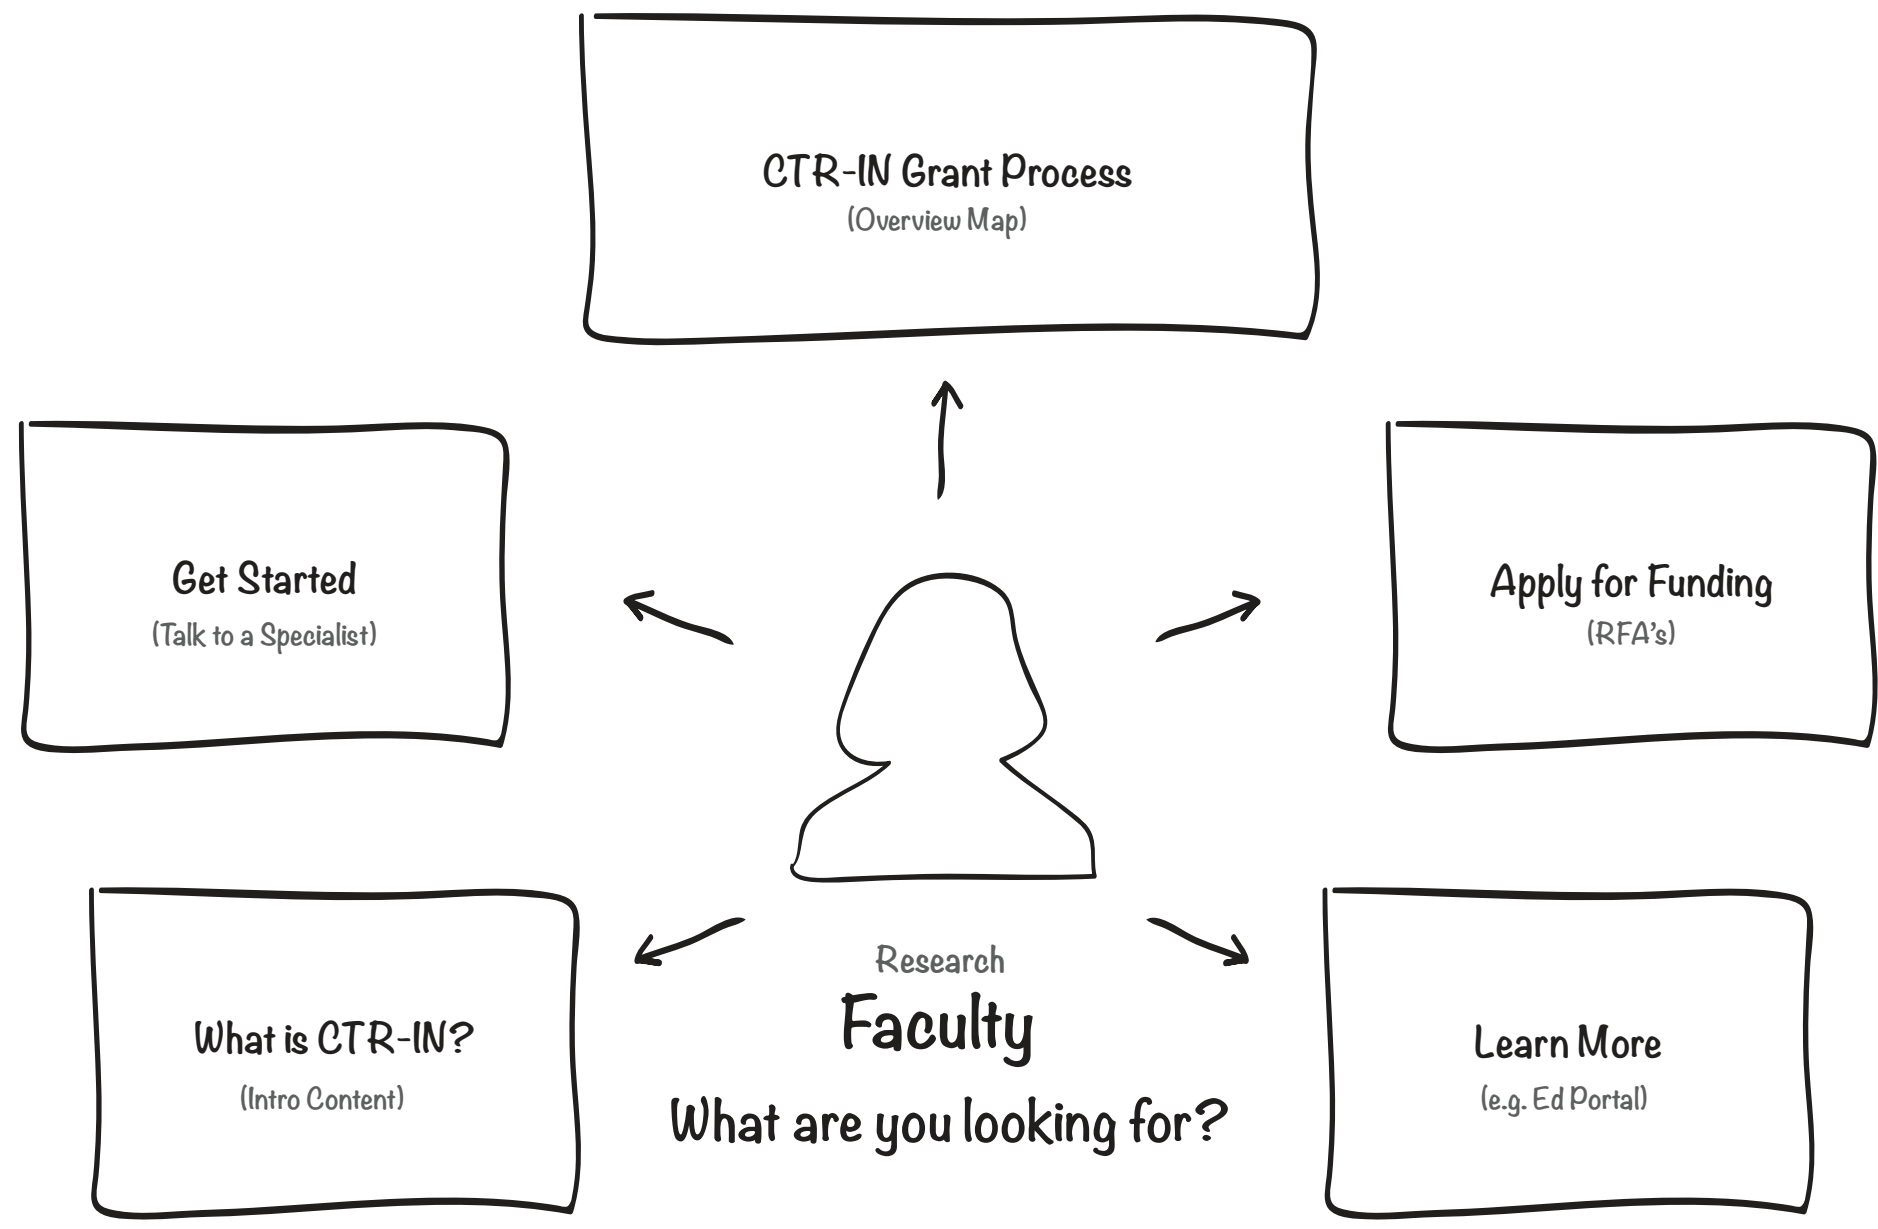 CTR-IN Grant Process
(Overview Map)
Get Started
(Talk to a Specialist)
Apply for Funding
(RFA's)
What is CTR-IN?
(Intro Content)
Research
Faculty
What are you looking for?
Learn More
(e.g. Ed Portal)